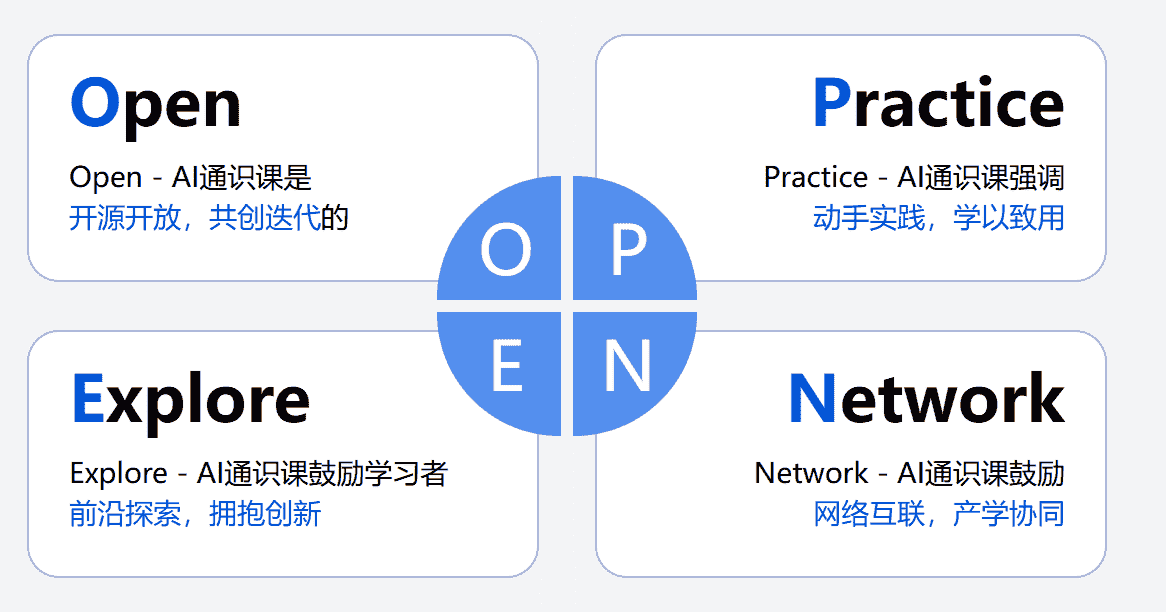 Open
Open - AI通识课是
开源开放，共创迭代的
Practice
Practice - AI通识课强调
动手实践，学以致用
O P
E N
Explore
Explore - AI通识课鼓励学习者
前沿探索，拥抱创新
Network
Network - AI通识课鼓励
网络互联，产学协同